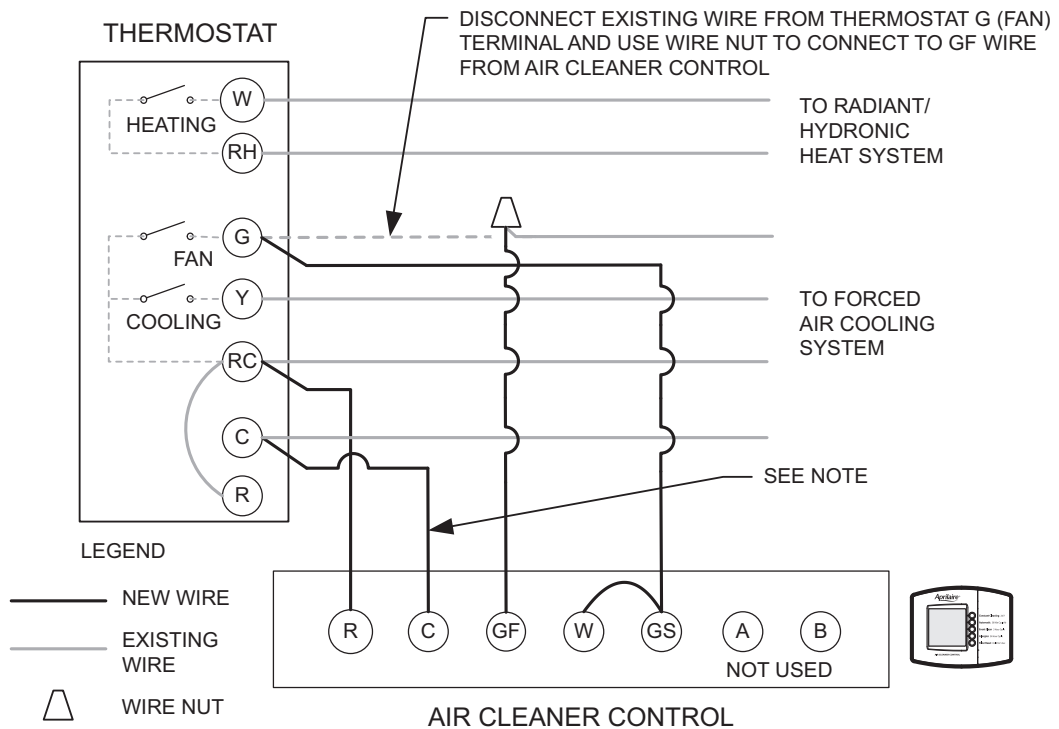 DISCONNECT EXISTING WIRE FROM THERMOSTAT G (FAN)
TERMINAL AND USE WIRE NUT TO CONNECT TO GF WIRE
FROM AIR CLEANER CONTROL
THERMOSTAT
W
HEATING
RH
TO RADIANT/
HYDRONIC
HEAT SYSTEM
G
FAN
Y
COOLING
RC
TO FORCED
AIR COOLING
SYSTEM
C
R
SEE NOTE
LEGEND
NEW WIRE
EXISTING
WIRE
WIRE NUT
R
C
GF
W
GS
A
B
NOT USED
AIR CLEANER CONTROL
Aprilaire